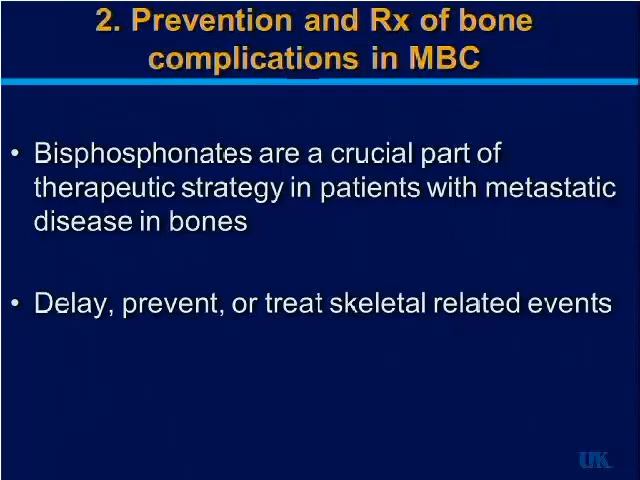 2. Prevention and Rx of bone
complications in MBC
• Bisphosphonates are a crucial part of
therapeutic strategy in patients with metastatic
disease in bones
• Delay, prevent, or treat skeletal related events
UK